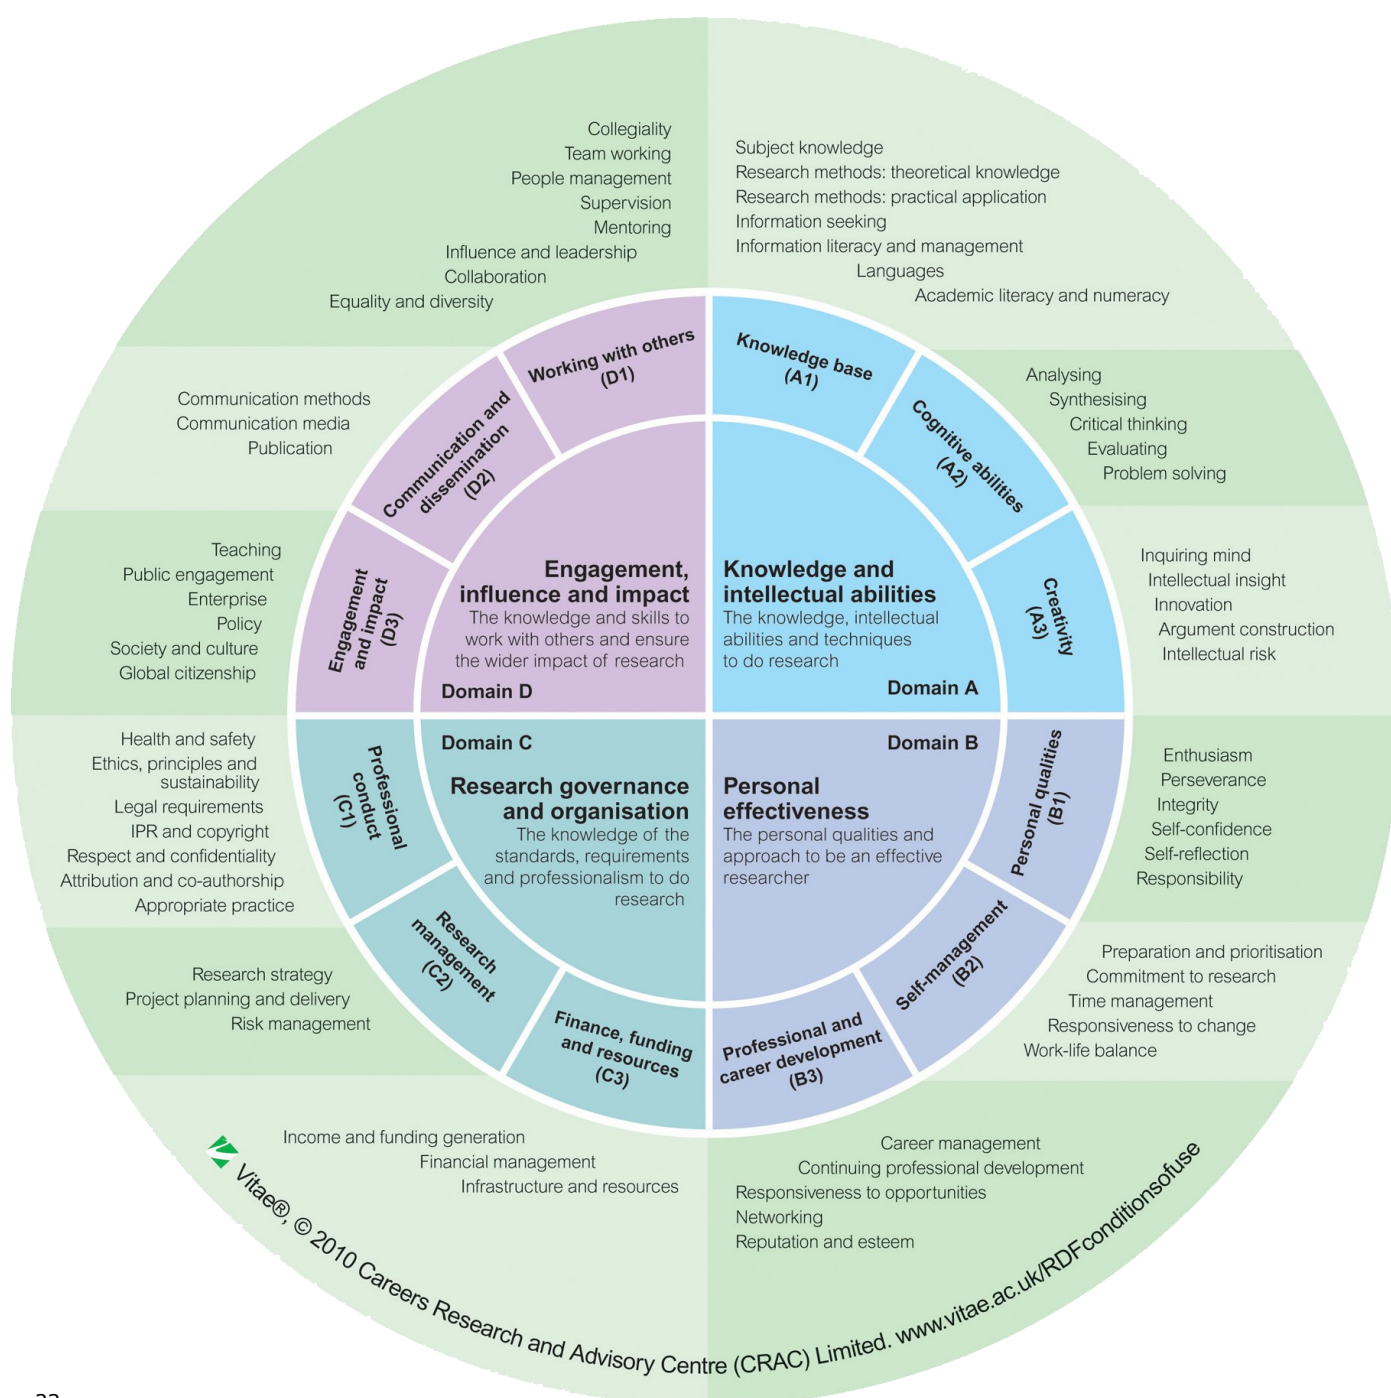 Collegiality
Team working
People management
Supervision
Mentoring
Influence and leadership
Collaboration
Equality and diversity
Subject knowledge
Research methods: theoretical knowledge
Research methods: practical application
Information seeking
Information literacy and management
Languages
Academic literacy and numeracy
Working with others
(D1)
Knowledge base
(A1)
Communication methods
Communication media
Publication
Communication and
dissemination
(D2)
Cognitive abilities
(A2)
Analysing
Synthesising
Critical thinking
Evaluating
Problem solving
Teaching
Public engagement
Enterprise
Policy
Society and culture
Global citizenship
Engagement
and impact
(D3)
Engagement,
influence and impact
The knowledge and skills to
work with others and ensure
the wider impact of research
Domain D
Knowledge and
intellectual abilities
The knowledge, intellectual
abilities and techniques
to do research
Domain A
Creativity
(A3)
Inquiring mind
Intellectual insight
Innovation
Argument construction
Intellectual risk
Health and safety
Ethics, principles and
sustainability
Legal requirements
IPR and copyright
Respect and confidentiality
Attribution and co-authorship
Appropriate practice
Professional
conduct
(C1)
Domain C
Research governance
and organisation
The knowledge of the
standards, requirements
and professionalism to do
research
Domain B
Personal
effectiveness
The personal qualities and
approach to be an effective
researcher
Personal qualities
(B1)
Enthusiasm
Perseverance
Integrity
Self-confidence
Self-reflection
Responsibility
Research strategy
Project planning and delivery
Risk management
Research
management
(C2)
Self-management
(B2)
Preparation and prioritisation
Commitment to research
Time management
Responsiveness to change
Work-life balance
Finance, funding
and resources
(C3)
Professional and
career development
(B3)
Income and funding generation
Financial management
Infrastructure and resources
Career management
Continuing professional development
Responsiveness to opportunities
Networking
Reputation and esteem
Vitae®, © 2010 Careers Research and Advisory Centre (CRAC) Limited. www.vitae.ac.uk/RDFconditionsofuse